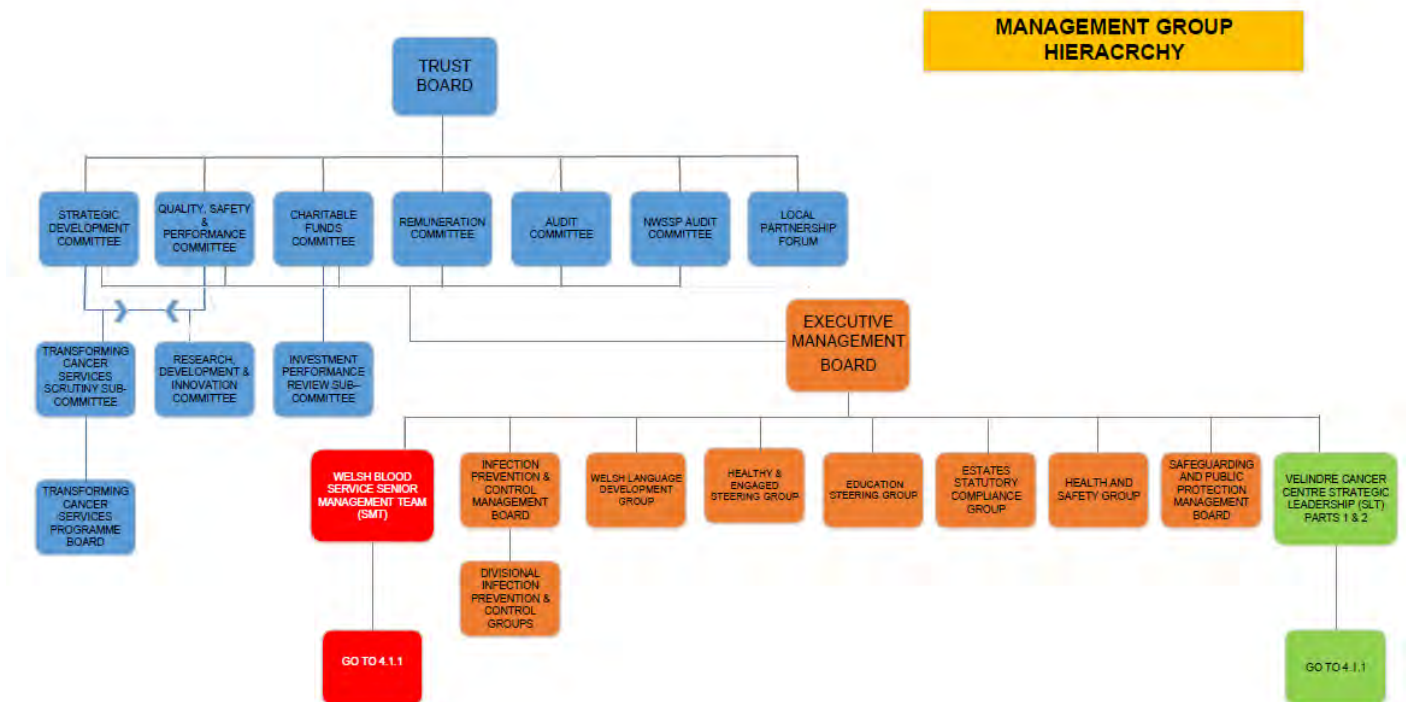 MANAGEMENT GROUP
HIERACRCHY
TRUST
BOARD
STRATEGIC
DEVELOPMENT
COMMITTEE
QUALITY, SAFETY
&
PERFORMANCE
COMMITTEE
CHARITABLE
FUNDS
COMMITTEE
REMUNERATION
COMMITTEE
AUDIT
COMMITTEE
NWSSP AUDIT
COMMITTEE
LOCAL
PARTNERSHIP
FORUM
EXECUTIVE
MANAGEMENT
BOARD
TRANSFORMING
CANCER
SERVICES
SCRUTINY SUB-
COMMITTEE
RESEARCH,
DEVELOPMENT &
INNOVATION
COMMITTEE
INVESTMENT
PERFORMANCE
REVIEW SUB–
COMMITTEE
WELSH BLOOD
SERVICE SENIOR
MANAGEMENT TEAM
(SMT)
INFECTION
PREVENTION &
CONTROL
MANAGEMENT
BOARD
WELSH LANGUAGE
DEVELOPMENT
GROUP
HEALTHY &
ENGAGED
STEERING GROUP
EDUCATION
STEERING GROUP
ESTATES
STATUTORY
COMPLIANCE
GROUP
HEALTH AND
SAFETY GROUP
SAFEGUARDING
AND PUBLIC
PROTECTION
MANAGEMENT
BOARD
VELINDRE CANCER
CENTRE STRATEGIC
LEADERSHIP (SLT)
PARTS 1 & 2
TRANSFORMING
CANCER
SERVICES
PROGRAMME
BOARD
DIVISIONAL
INFECTION
PREVENTION &
CONTROL
GROUPS
GO TO 4.1.1
GO TO 4.1.1